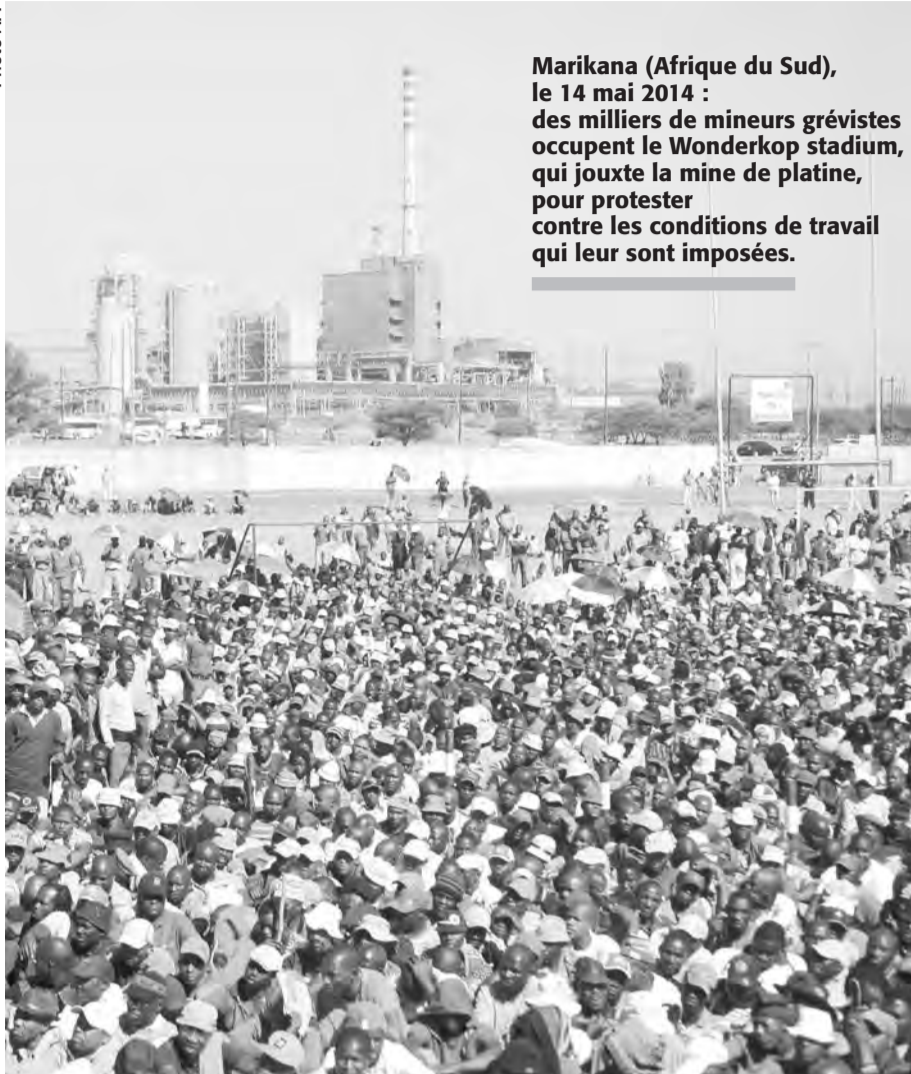 Marikana (Afrique du Sud),
le 14 mai 2014 :
des milliers de mineurs grévistes
occupent le Wonderkop stadium,
qui jouxte la mine de platine,
pour protester
contre les conditions de travail
qui leur sont imposées.